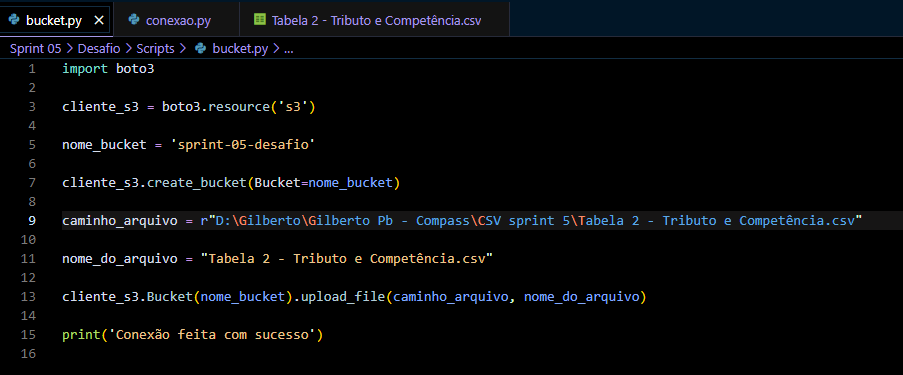 bucket.py
conexao.py
Tabela 2 - Tributo e Competência.csv
Sprint 05 > Desafio > Scripts > bucket.py > ...
1 import boto3
2
3 cliente_s3 = boto3.resource('s3')
4
5 nome_bucket = 'sprint-05-desafio'
6
7 cliente_s3.create_bucket(Bucket=nome_bucket)
8
9 caminho_arquivo = r"D:\Gilberto\Gilberto Pb - Compass\CSV sprint 5\Tabela 2 - Tributo e Competência.csv"
10
11 nome_do_arquivo = "Tabela 2 - Tributo e Competência.csv"
12
13 cliente_s3.Bucket(nome_bucket).upload_file(caminho_arquivo, nome_do_arquivo)
14
15 print('Conexão feita com sucesso')
16